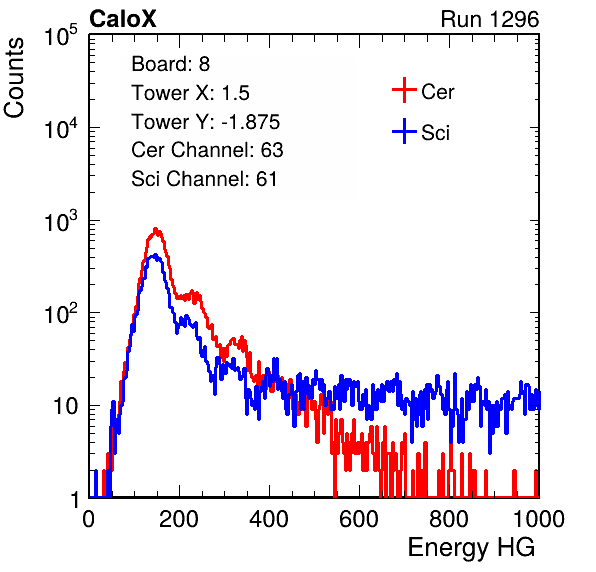 CaloX Run 1296
Counts
10^5
10^4
10^3
10^2
10
1
Board: 8
Tower X: 1.5
Tower Y: -1.875
Cer Channel: 63
Sci Channel: 61
Cer
Sci
0 200 400 600 800 1000
Energy HG